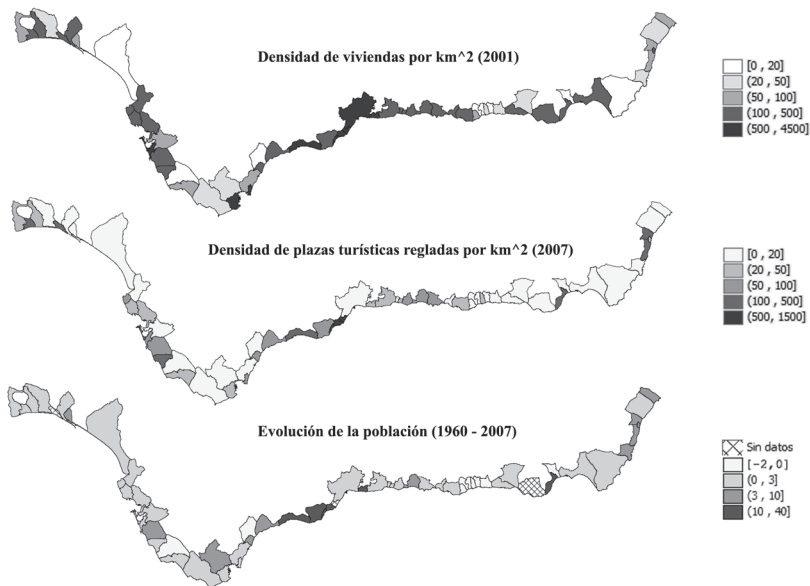 Densidad de viviendas por km^2 (2001)
[0 , 20]
(20 , 50]
(50 , 100]
(100 , 500]
(500 , 4500]
Densidad de plazas turísticas regladas por km^2 (2007)
[0 , 20]
(20 , 50]
(50 , 100]
(100 , 500]
(500 , 1500]
Evolución de la población (1960 - 2007)
Sin datos
[-2, 0]
(0 , 3]
(3 , 10]
(10 , 40]